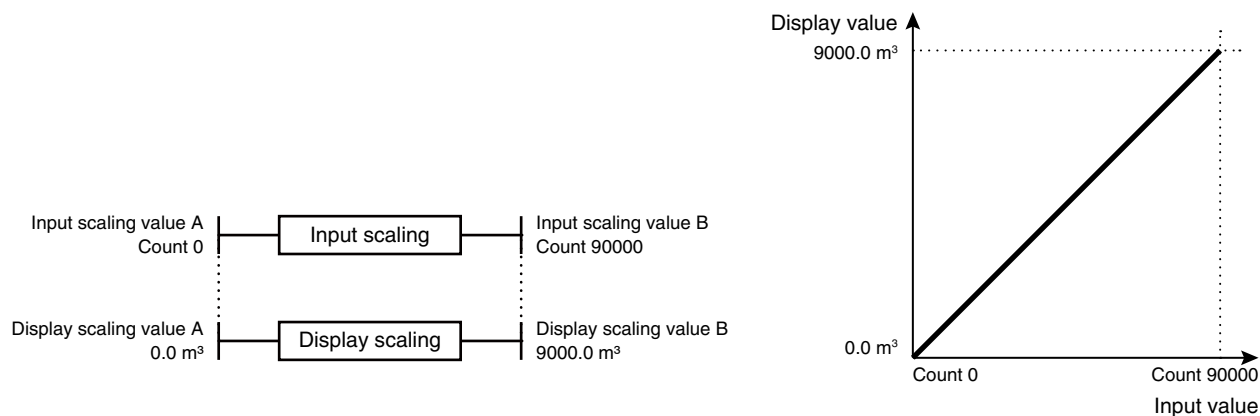 Input scaling value A
Count 0
Input scaling
Input scaling value B
Count 90000
Display scaling value A
0.0 m³
Display scaling
Display scaling value B
9000.0 m³
Display value
9000.0 m³
0.0 m³
Count 0
Count 90000
Input value